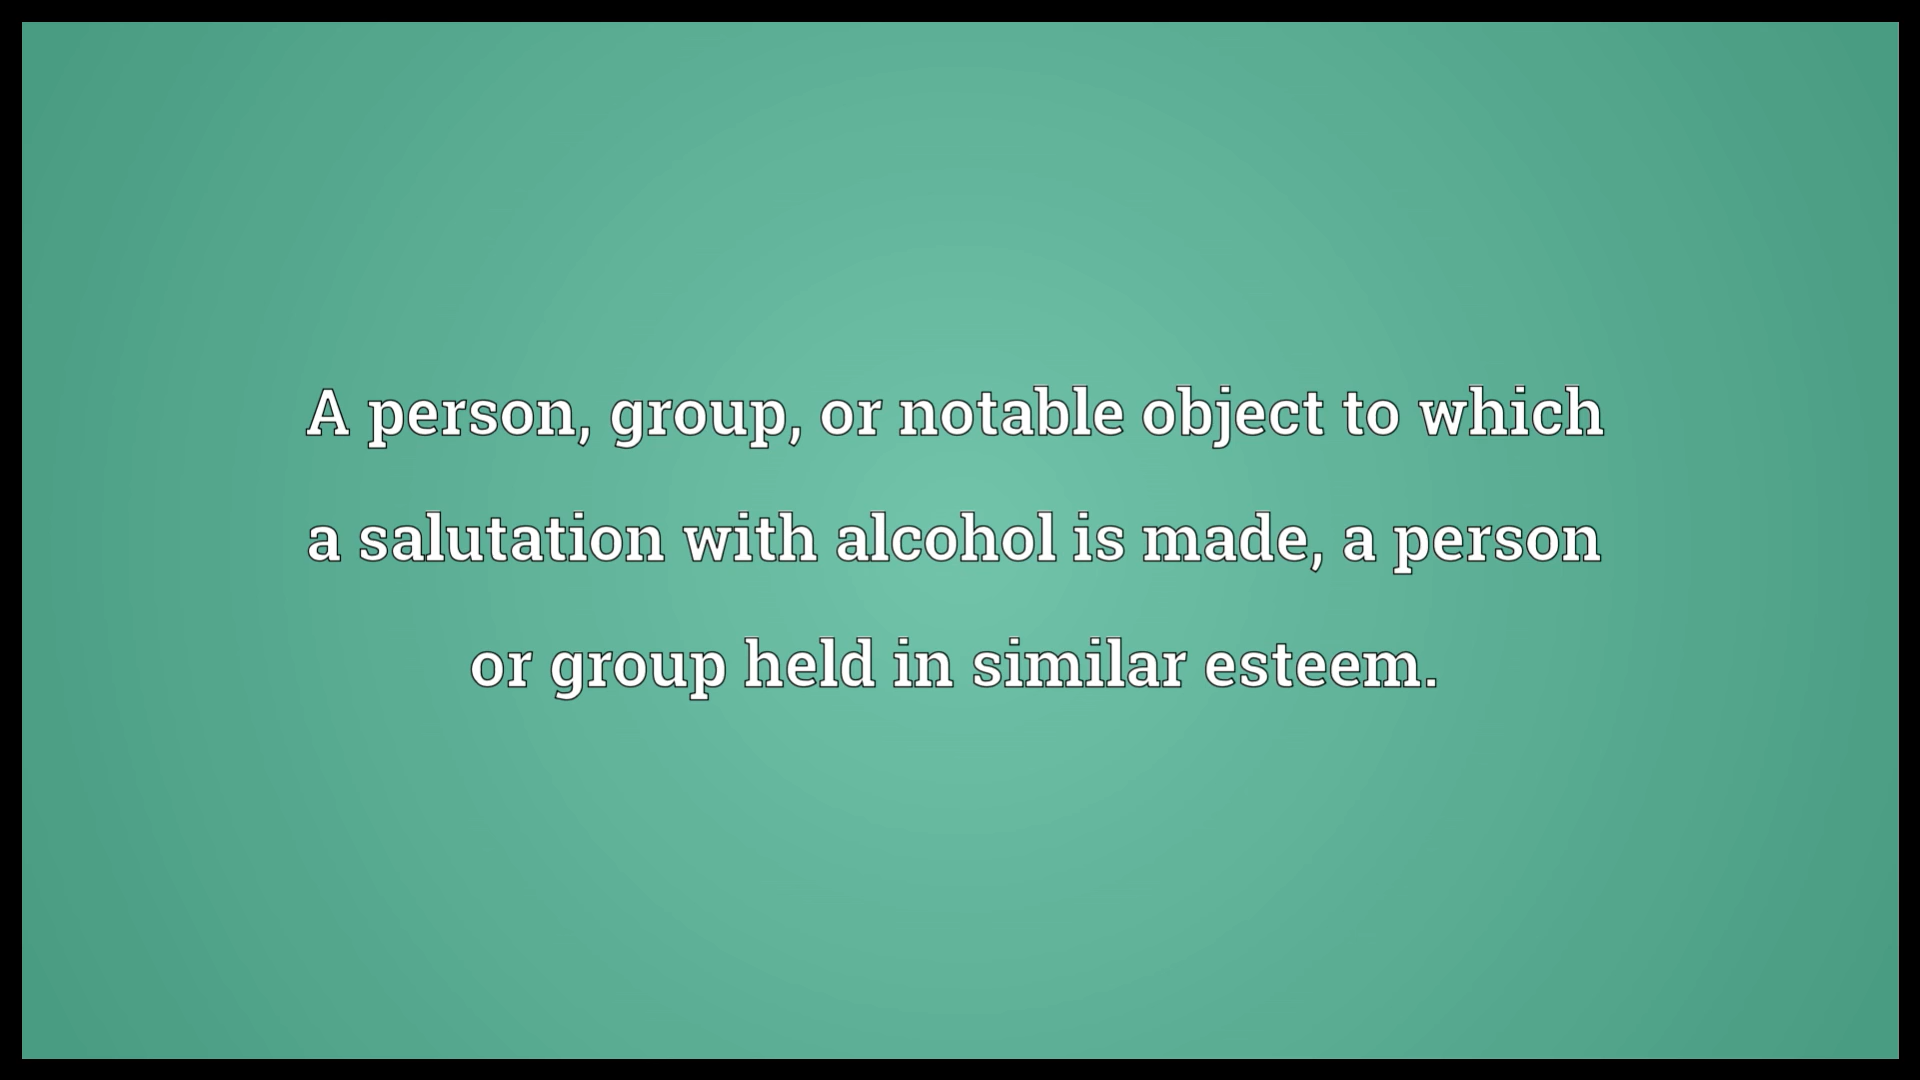 A person, group, or notable object to which
a salutation with alcohol is made, a person
or group held in similar esteem.